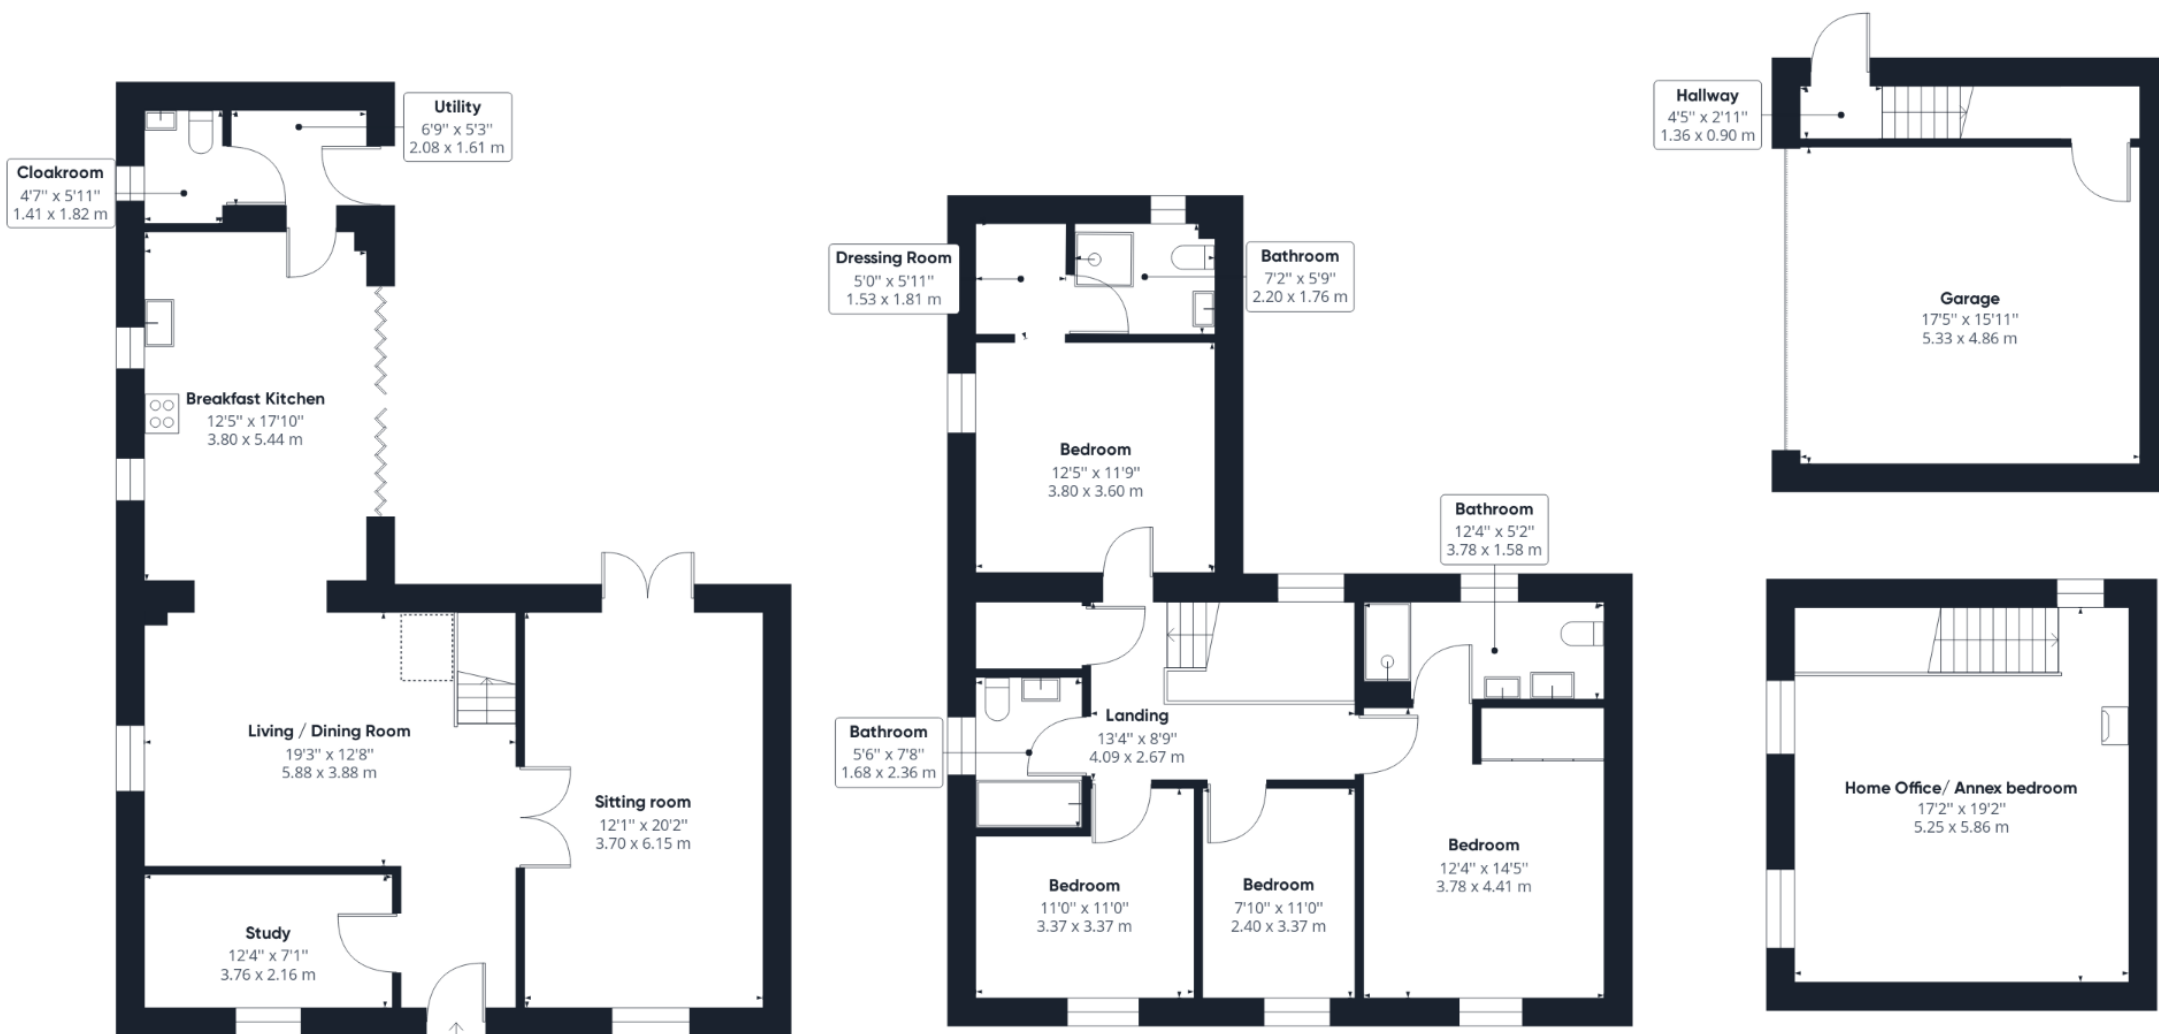 Utility
6'9" x 5'3"
2.08 x 1.61 m
Cloakroom
4'7" x 5'11"
1.41 x 1.82 m
Breakfast Kitchen
12'5" x 17'10"
3.80 x 5.44 m
Living / Dining Room
19'3" x 12'8"
5.88 x 3.88 m
Sitting room
12'1" x 20'2"
3.70 x 6.15 m
Study
12'4" x 7'1"
3.76 x 2.16 m
Dressing Room
5'0" x 5'11"
1.53 x 1.81 m
Bathroom
7'2" x 5'9"
2.20 x 1.76 m
Bedroom
12'5" x 11'9"
3.80 x 3.60 m
Bathroom
12'4" x 5'2"
3.78 x 1.58 m
Landing
13'4" x 8'9"
4.09 x 2.67 m
Bathroom
5'6" x 7'8"
1.68 x 2.36 m
Bedroom
11'0" x 11'0"
3.37 x 3.37 m
Bedroom
7'10" x 11'0"
2.40 x 3.37 m
Bedroom
12'4" x 14'5"
3.78 x 4.41 m
Hallway
4'5" x 2'11"
1.36 x 0.90 m
Garage
17'5" x 15'11"
5.33 x 4.86 m
Home Office/ Annex bedroom
17'2" x 19'2"
5.25 x 5.86 m